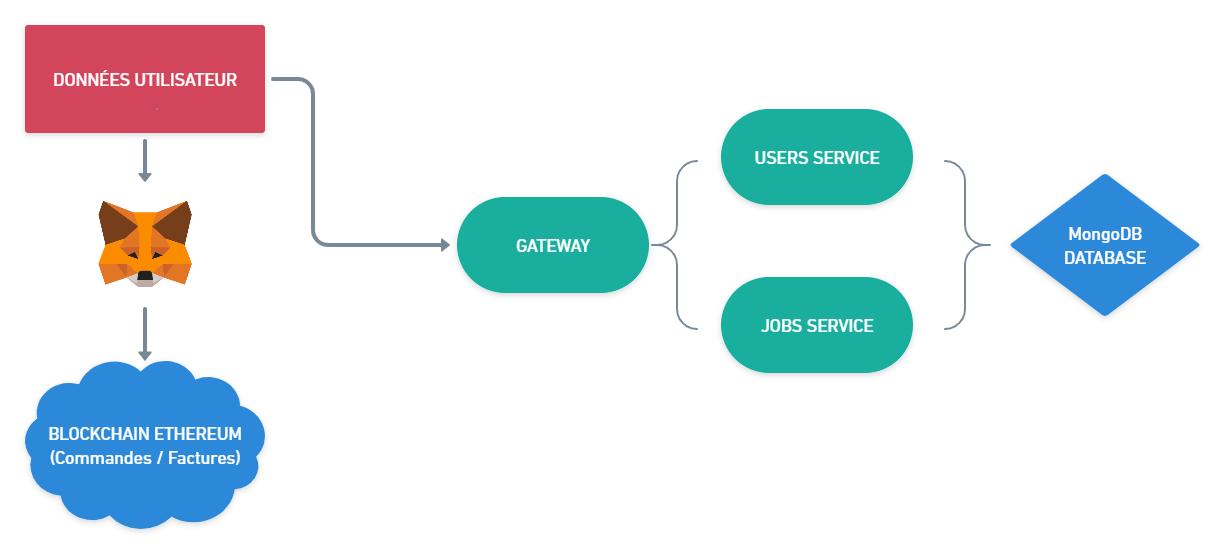 DONNÉES UTILISATEUR
.
USERS SERVICE
GATEWAY
MongoDB
DATABASE
JOBS SERVICE
BLOCKCHAIN ETHEREUM
(Commandes / Factures)